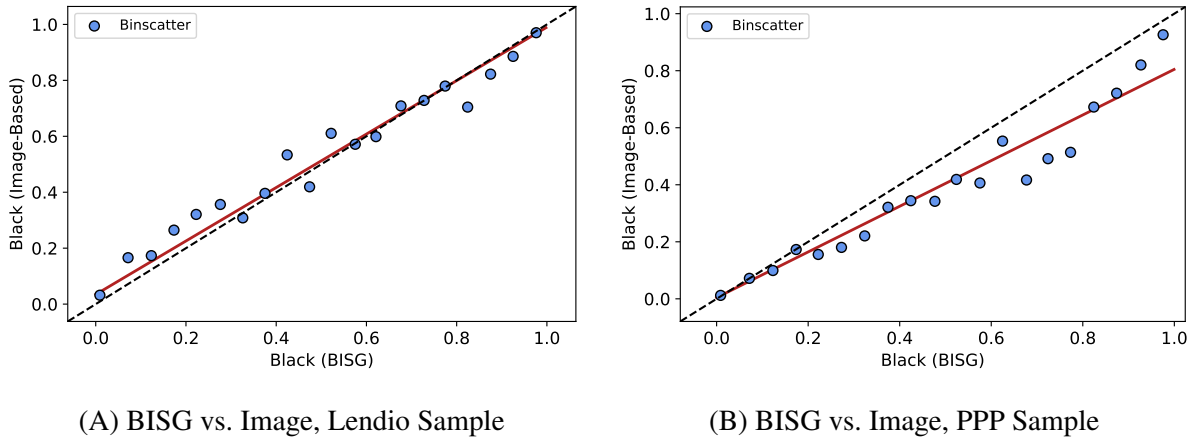 Binscatter
1.0
0.8
0.6
0.4
0.2
0.0
Black (Image-Based)
0.0 0.2 0.4 0.6 0.8 1.0
Black (BISG)
(A) BISG vs. Image, Lendio Sample
Binscatter
1.0
0.8
0.6
0.4
0.2
0.0
Black (Image-Based)
0.0 0.2 0.4 0.6 0.8 1.0
Black (BISG)
(B) BISG vs. Image, PPP Sample